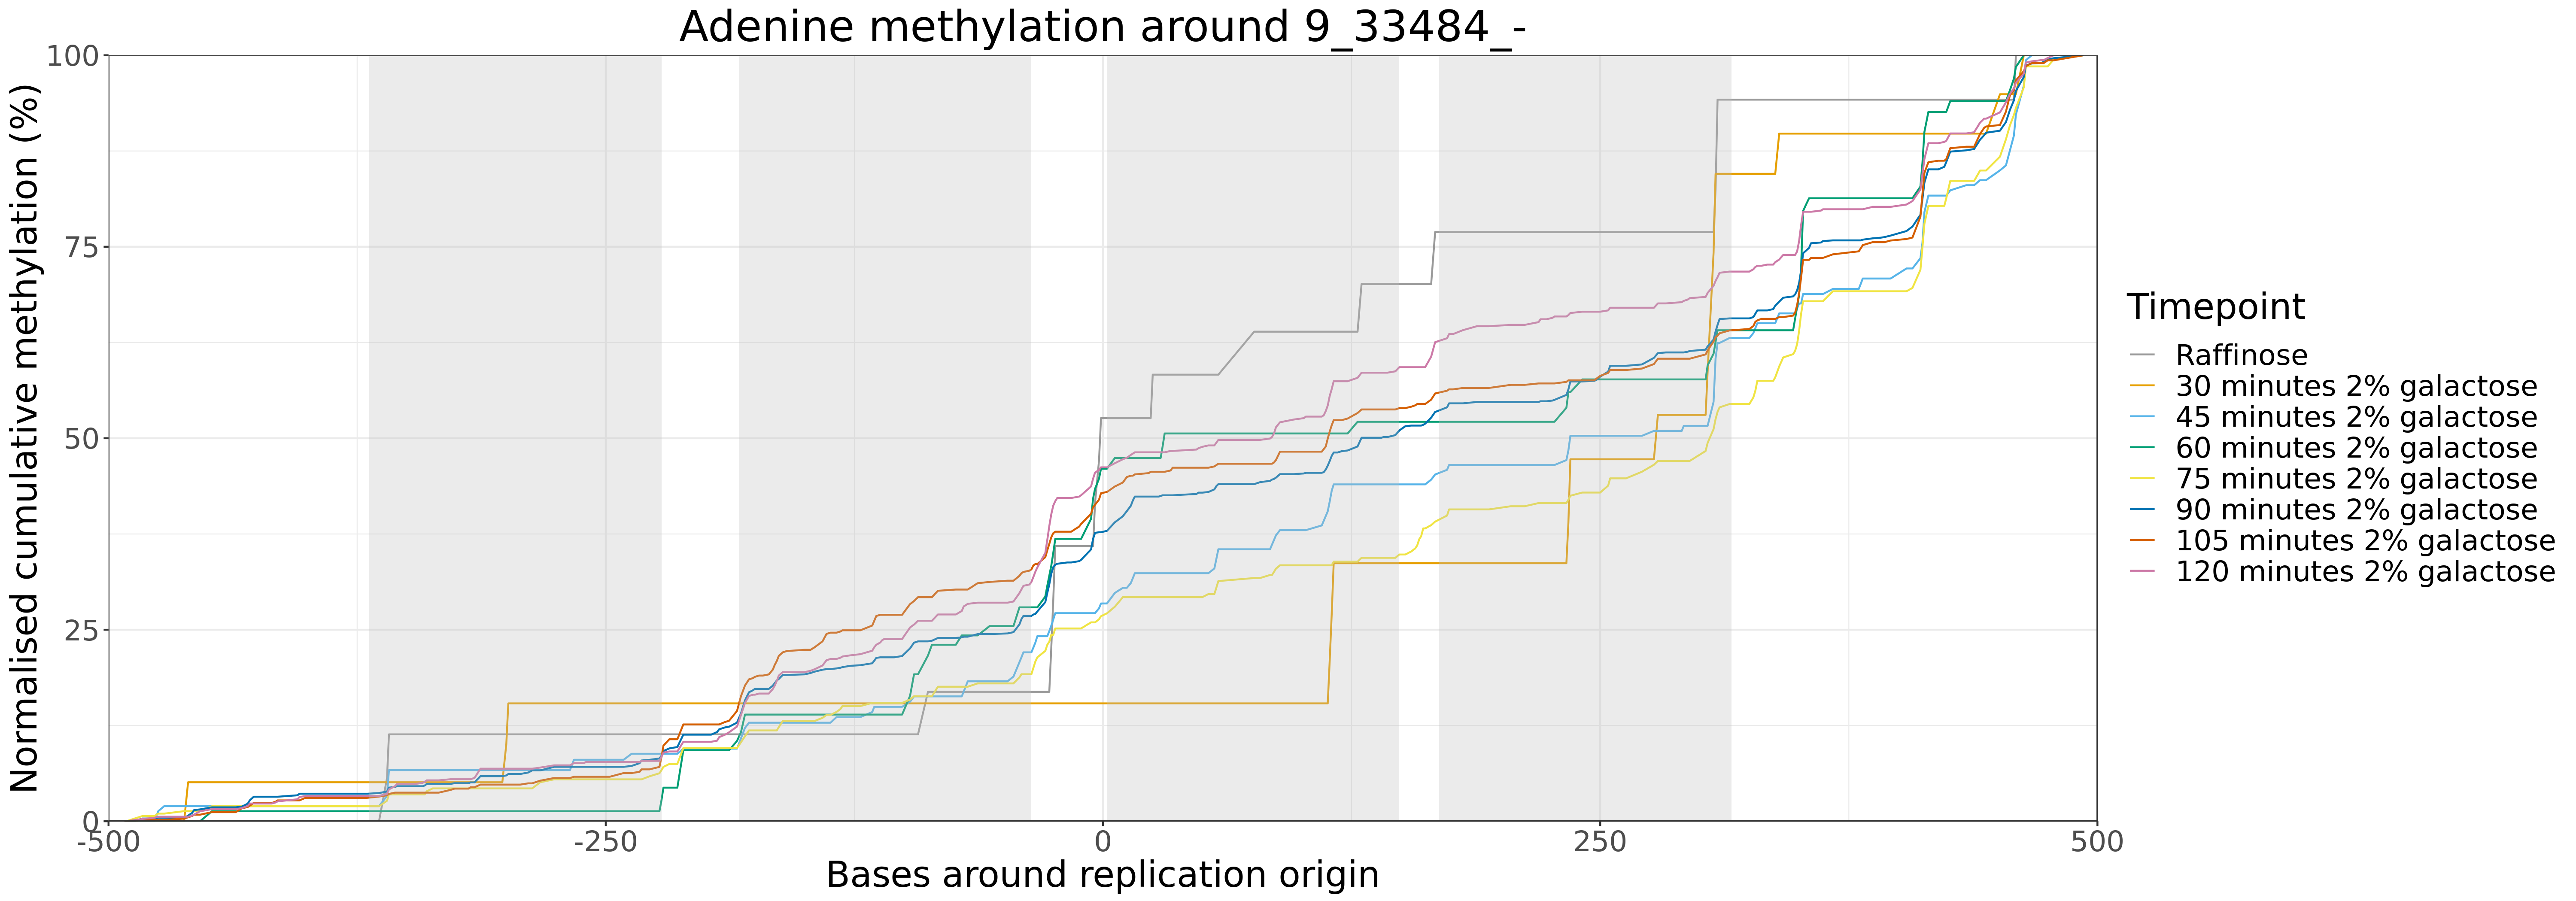 Adenine methylation around 9_33484_-
Normalised cumulative methylation (%)
100
75
50
25
0
-500
-250
0
250
500
Bases around replication origin
Timepoint
Raffinose
30 minutes 2% galactose
45 minutes 2% galactose
60 minutes 2% galactose
75 minutes 2% galactose
90 minutes 2% galactose
105 minutes 2% galactose
120 minutes 2% galactose